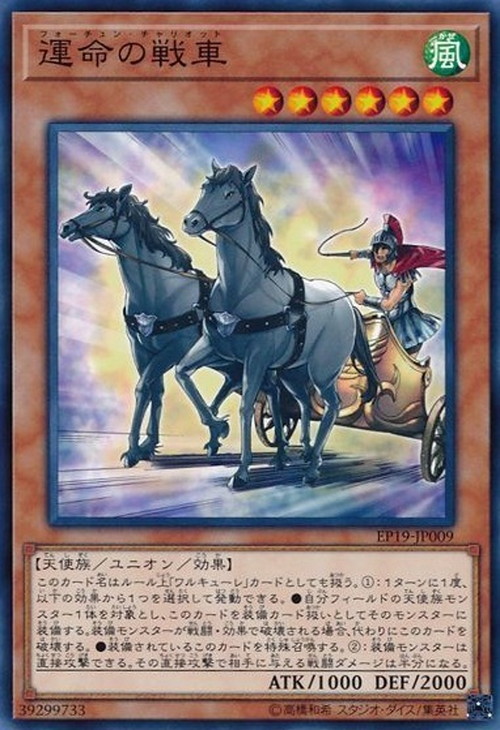 フォーチュン・チャリオット
運命の戦車
かぜ
風
EP19-JP009
【天使族／ユニオン／効果】
このカード名はルール上「ワルキューレ」カードとしても扱う。①：1ターンに1度、
以下の効果から1つを選択して発動できる。●自分フィールドの天使族モン
スター1体を対象とし、このカードを装備カード扱いとしてそのモンスターに
装備する。装備モンスターが戦闘・効果で破壊される場合、代わりにこのカードを
破壊する。●装備されているこのカードを特殊召喚する。②：装備モンスターは
直接攻撃できる。その直接攻撃で相手に与える戦闘ダメージは半分になる。
ATK/1000 DEF/2000
39299733
©高橋和希 スタジオ・ダイス/集英社